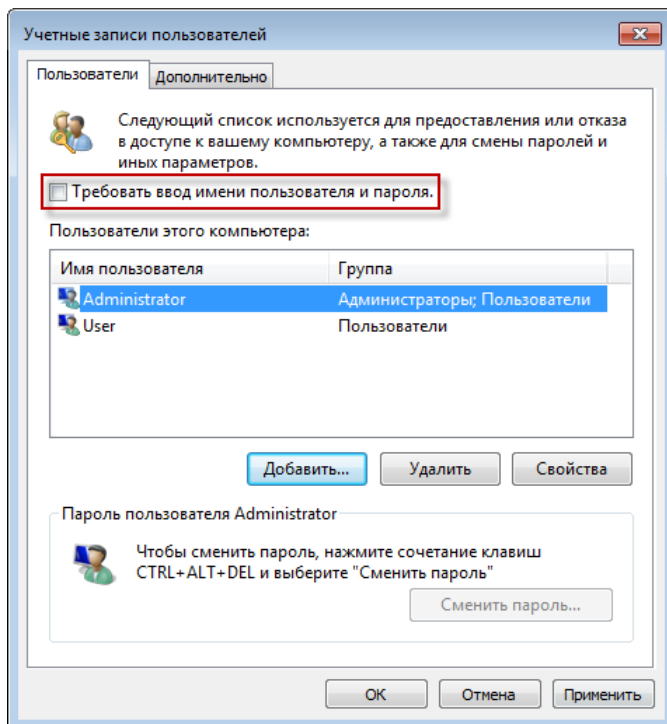 Учетные записи пользователей
Пользователи Дополнительно
Следующий список используется для предоставления или отказа
в доступе к вашему компьютеру, а также для смены паролей и
иных параметров.
Требовать ввод имени пользователя и пароля.
Пользователи этого компьютера:
Имя пользователя Группа
Administrator Администраторы; Пользователи
User Пользователи
Добавить... Удалить Свойства
Пароль пользователя Administrator
Чтобы сменить пароль, нажмите сочетание клавиш
CTRL+ALT+DEL и выберите "Сменить пароль"
Сменить пароль...
ОК Отмена Применить